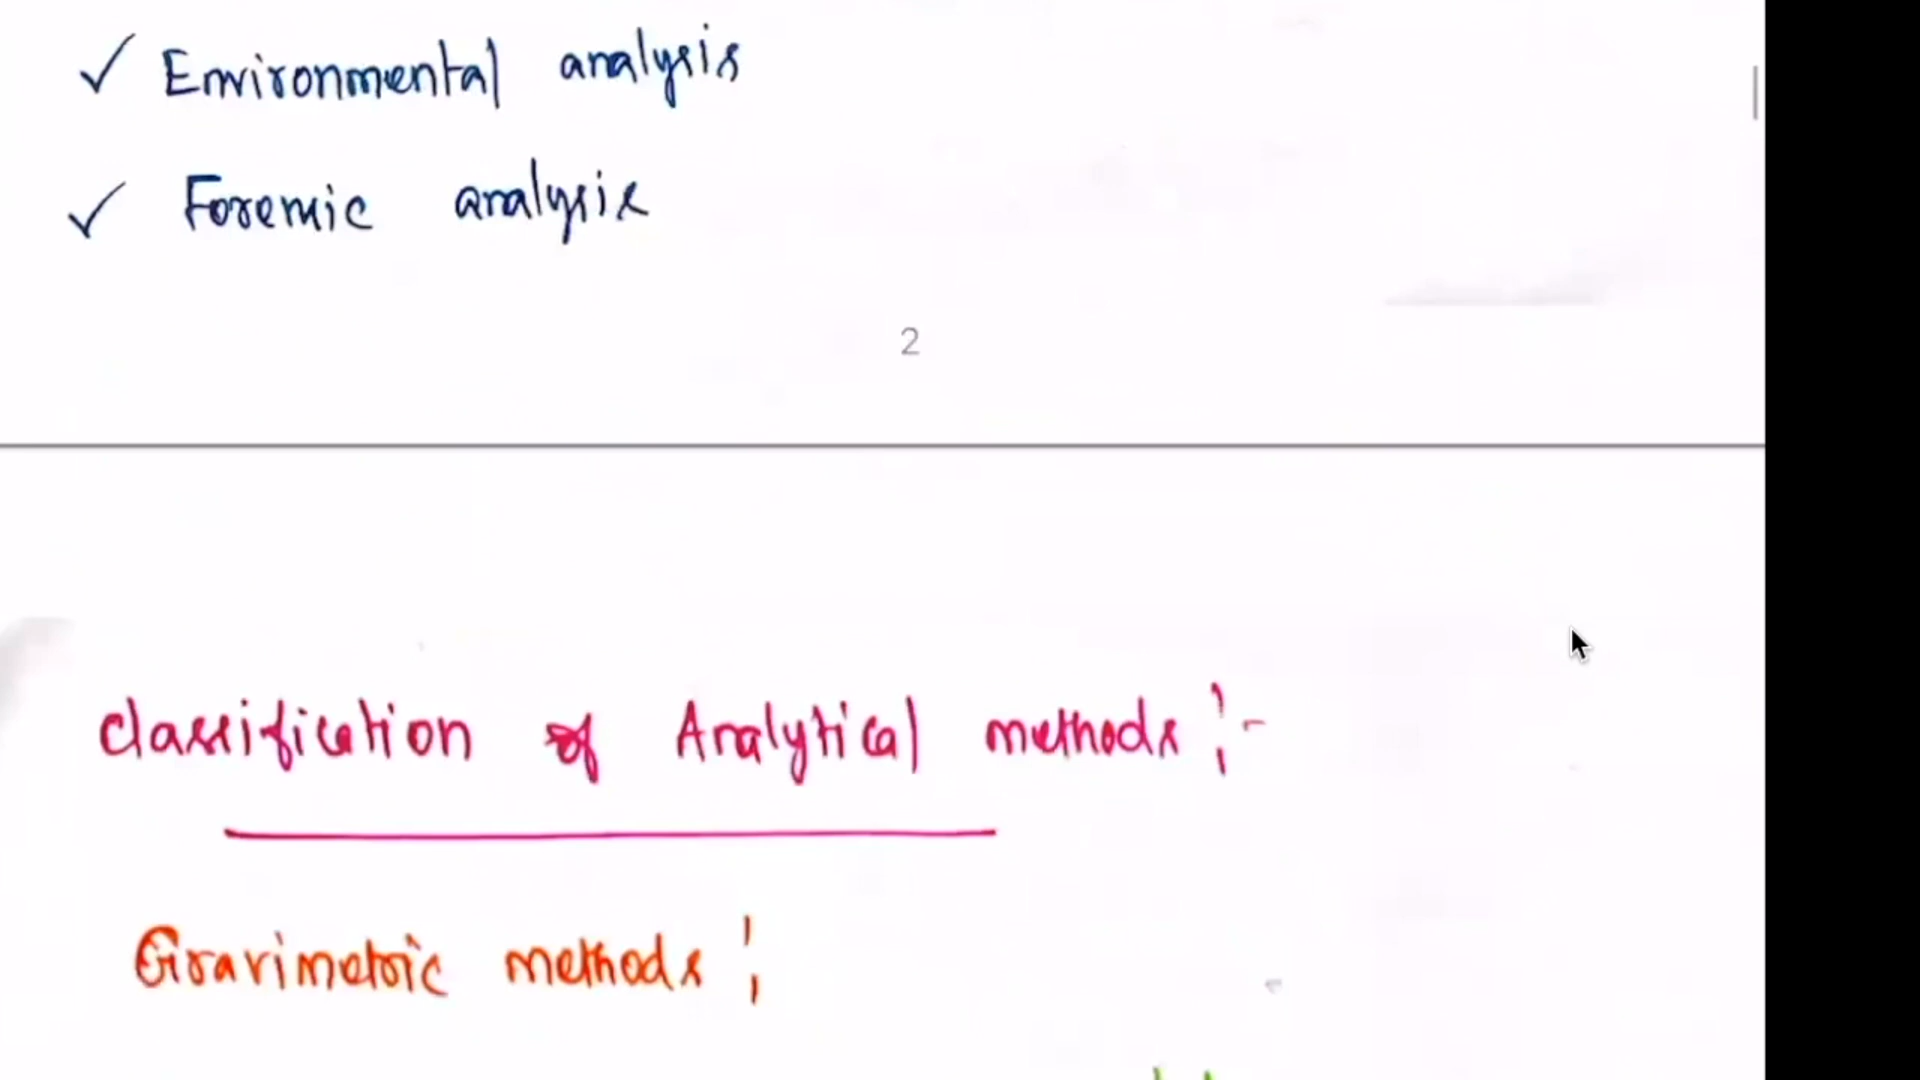 ✓ Environmental analysis
✓ Forensic analysis
2
Classification of Analytical methods :-
Gravimetric methods :